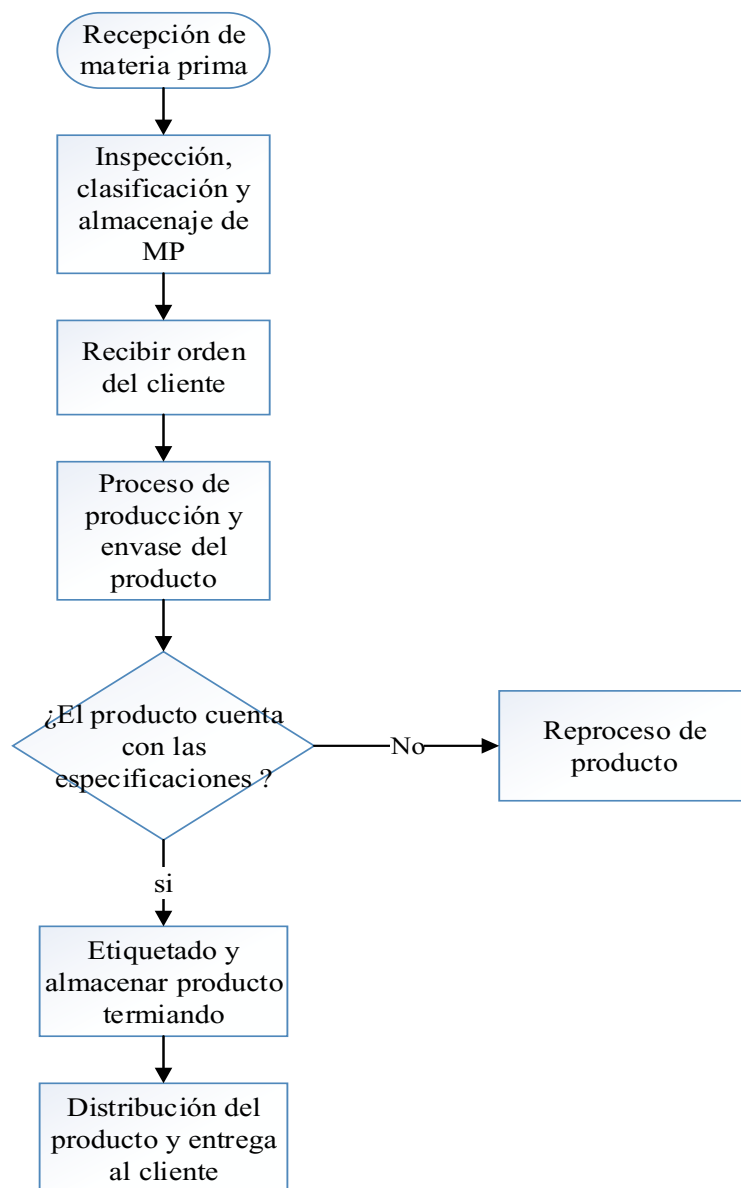 Recepción de
materia prima
Inspección,
clasificación y
almacenaje de
MP
Recibir orden
del cliente
Proceso de
producción y
envase del
producto
¿El producto cuenta
con las
especificaciones ?
No
Reproceso de
producto
si
Etiquetado y
almacenar producto
termiando
Distribución del
producto y entrega
al cliente